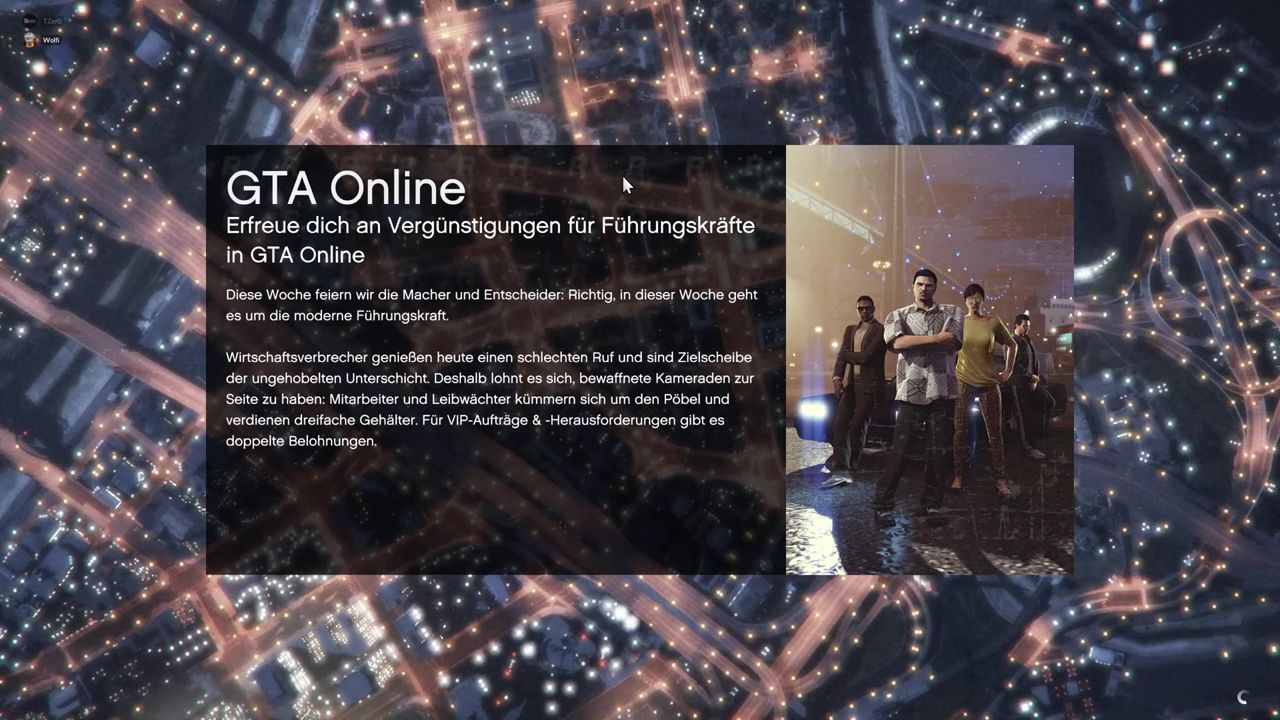 TZer0
Wolfi
GTA Online
Erfreue dich an Vergünstigungen für Führungskräfte
in GTA Online
Diese Woche feiern wir die Macher und Entscheider: Richtig, in dieser Woche geht
es um die moderne Führungskraft.
Wirtschaftsverbrecher genießen heute einen schlechten Ruf und sind Zielscheibe
der ungehobelten Unterschicht. Deshalb lohnt es sich, bewaffnete Kameraden zur
Seite zu haben: Mitarbeiter und Leibwächter kümmern sich um den Pöbel und
verdienen dreifache Gehälter. Für VIP-Aufträge & -Herausforderungen gibt es
doppelte Belohnungen.